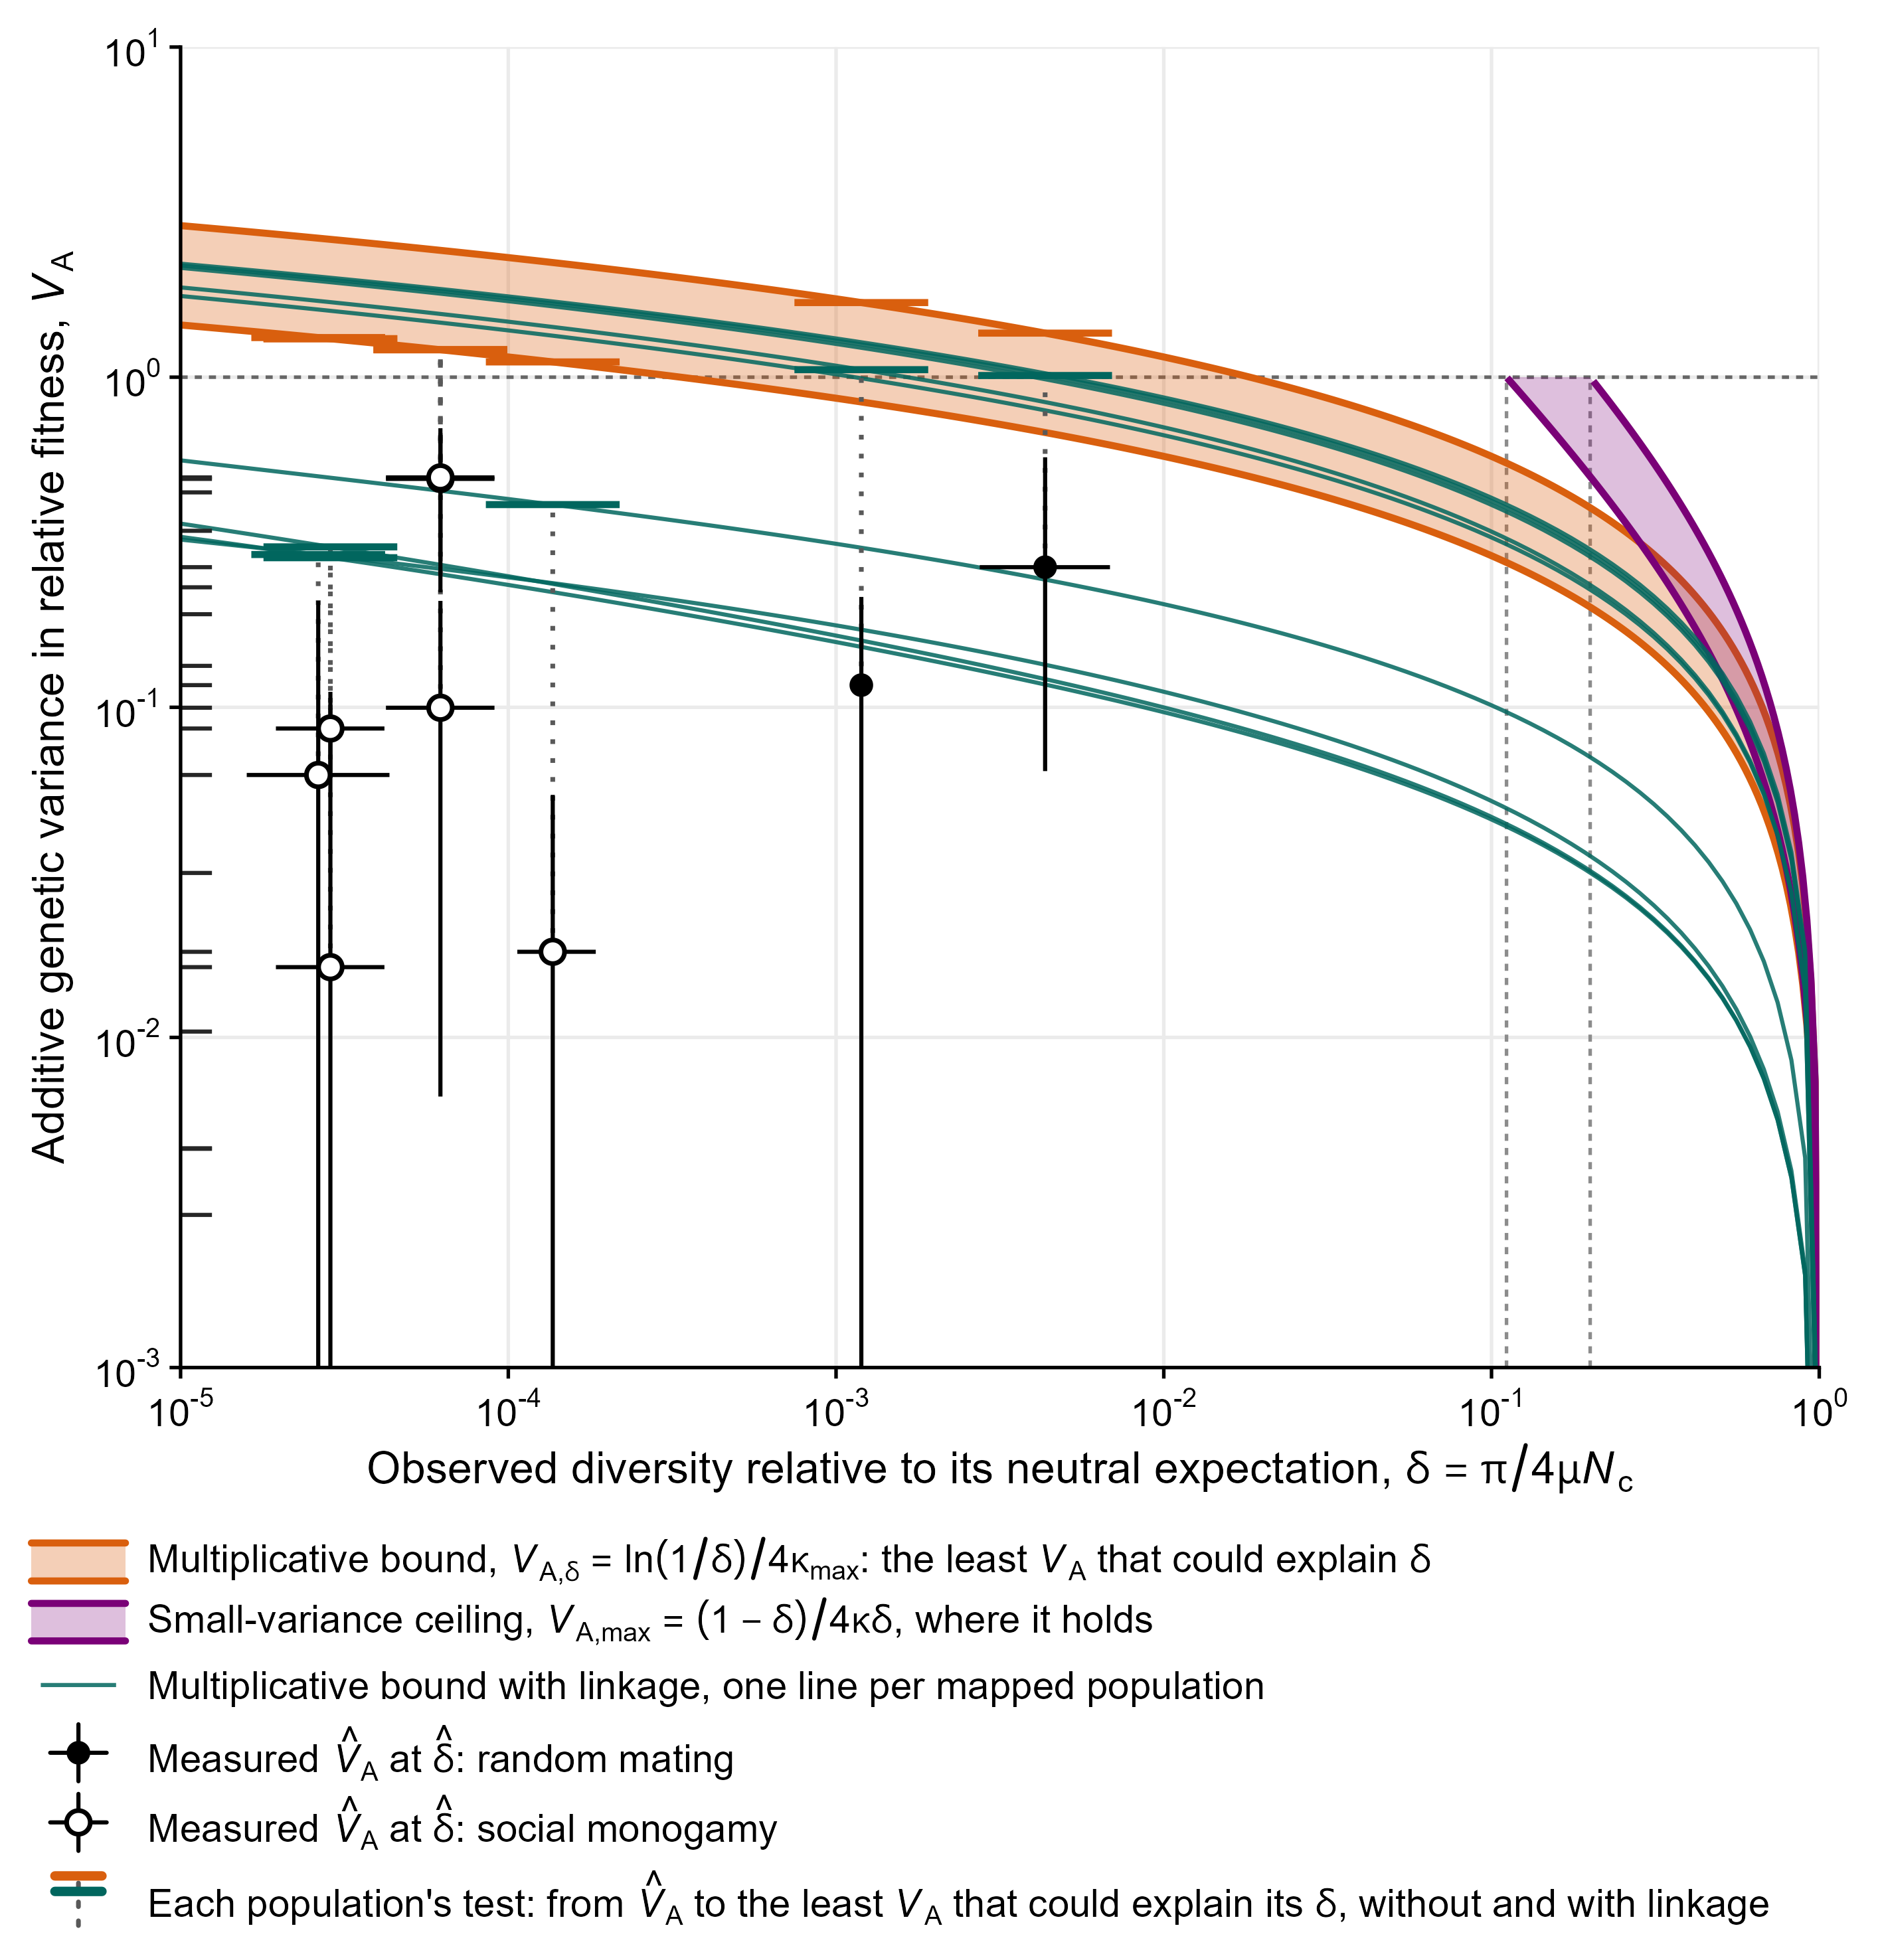 10^1
10^0
10^-1
10^-2
10^-3
Additive genetic variance in relative fitness, V_A
10^-5 10^-4 10^-3 10^-2 10^-1 10^0
Observed diversity relative to its neutral expectation, δ = π/4μN_c
Multiplicative bound, V_A,δ = ln(1/δ)/4κ_max: the least V_A that could explain δ
Small-variance ceiling, V_A,max = (1 − δ)/4κδ, where it holds
Multiplicative bound with linkage, one line per mapped population
Measured V̂_A at δ̂: random mating
Measured V̂_A at δ̂: social monogamy
Each population's test: from V̂_A to the least V_A that could explain its δ, without and with linkage